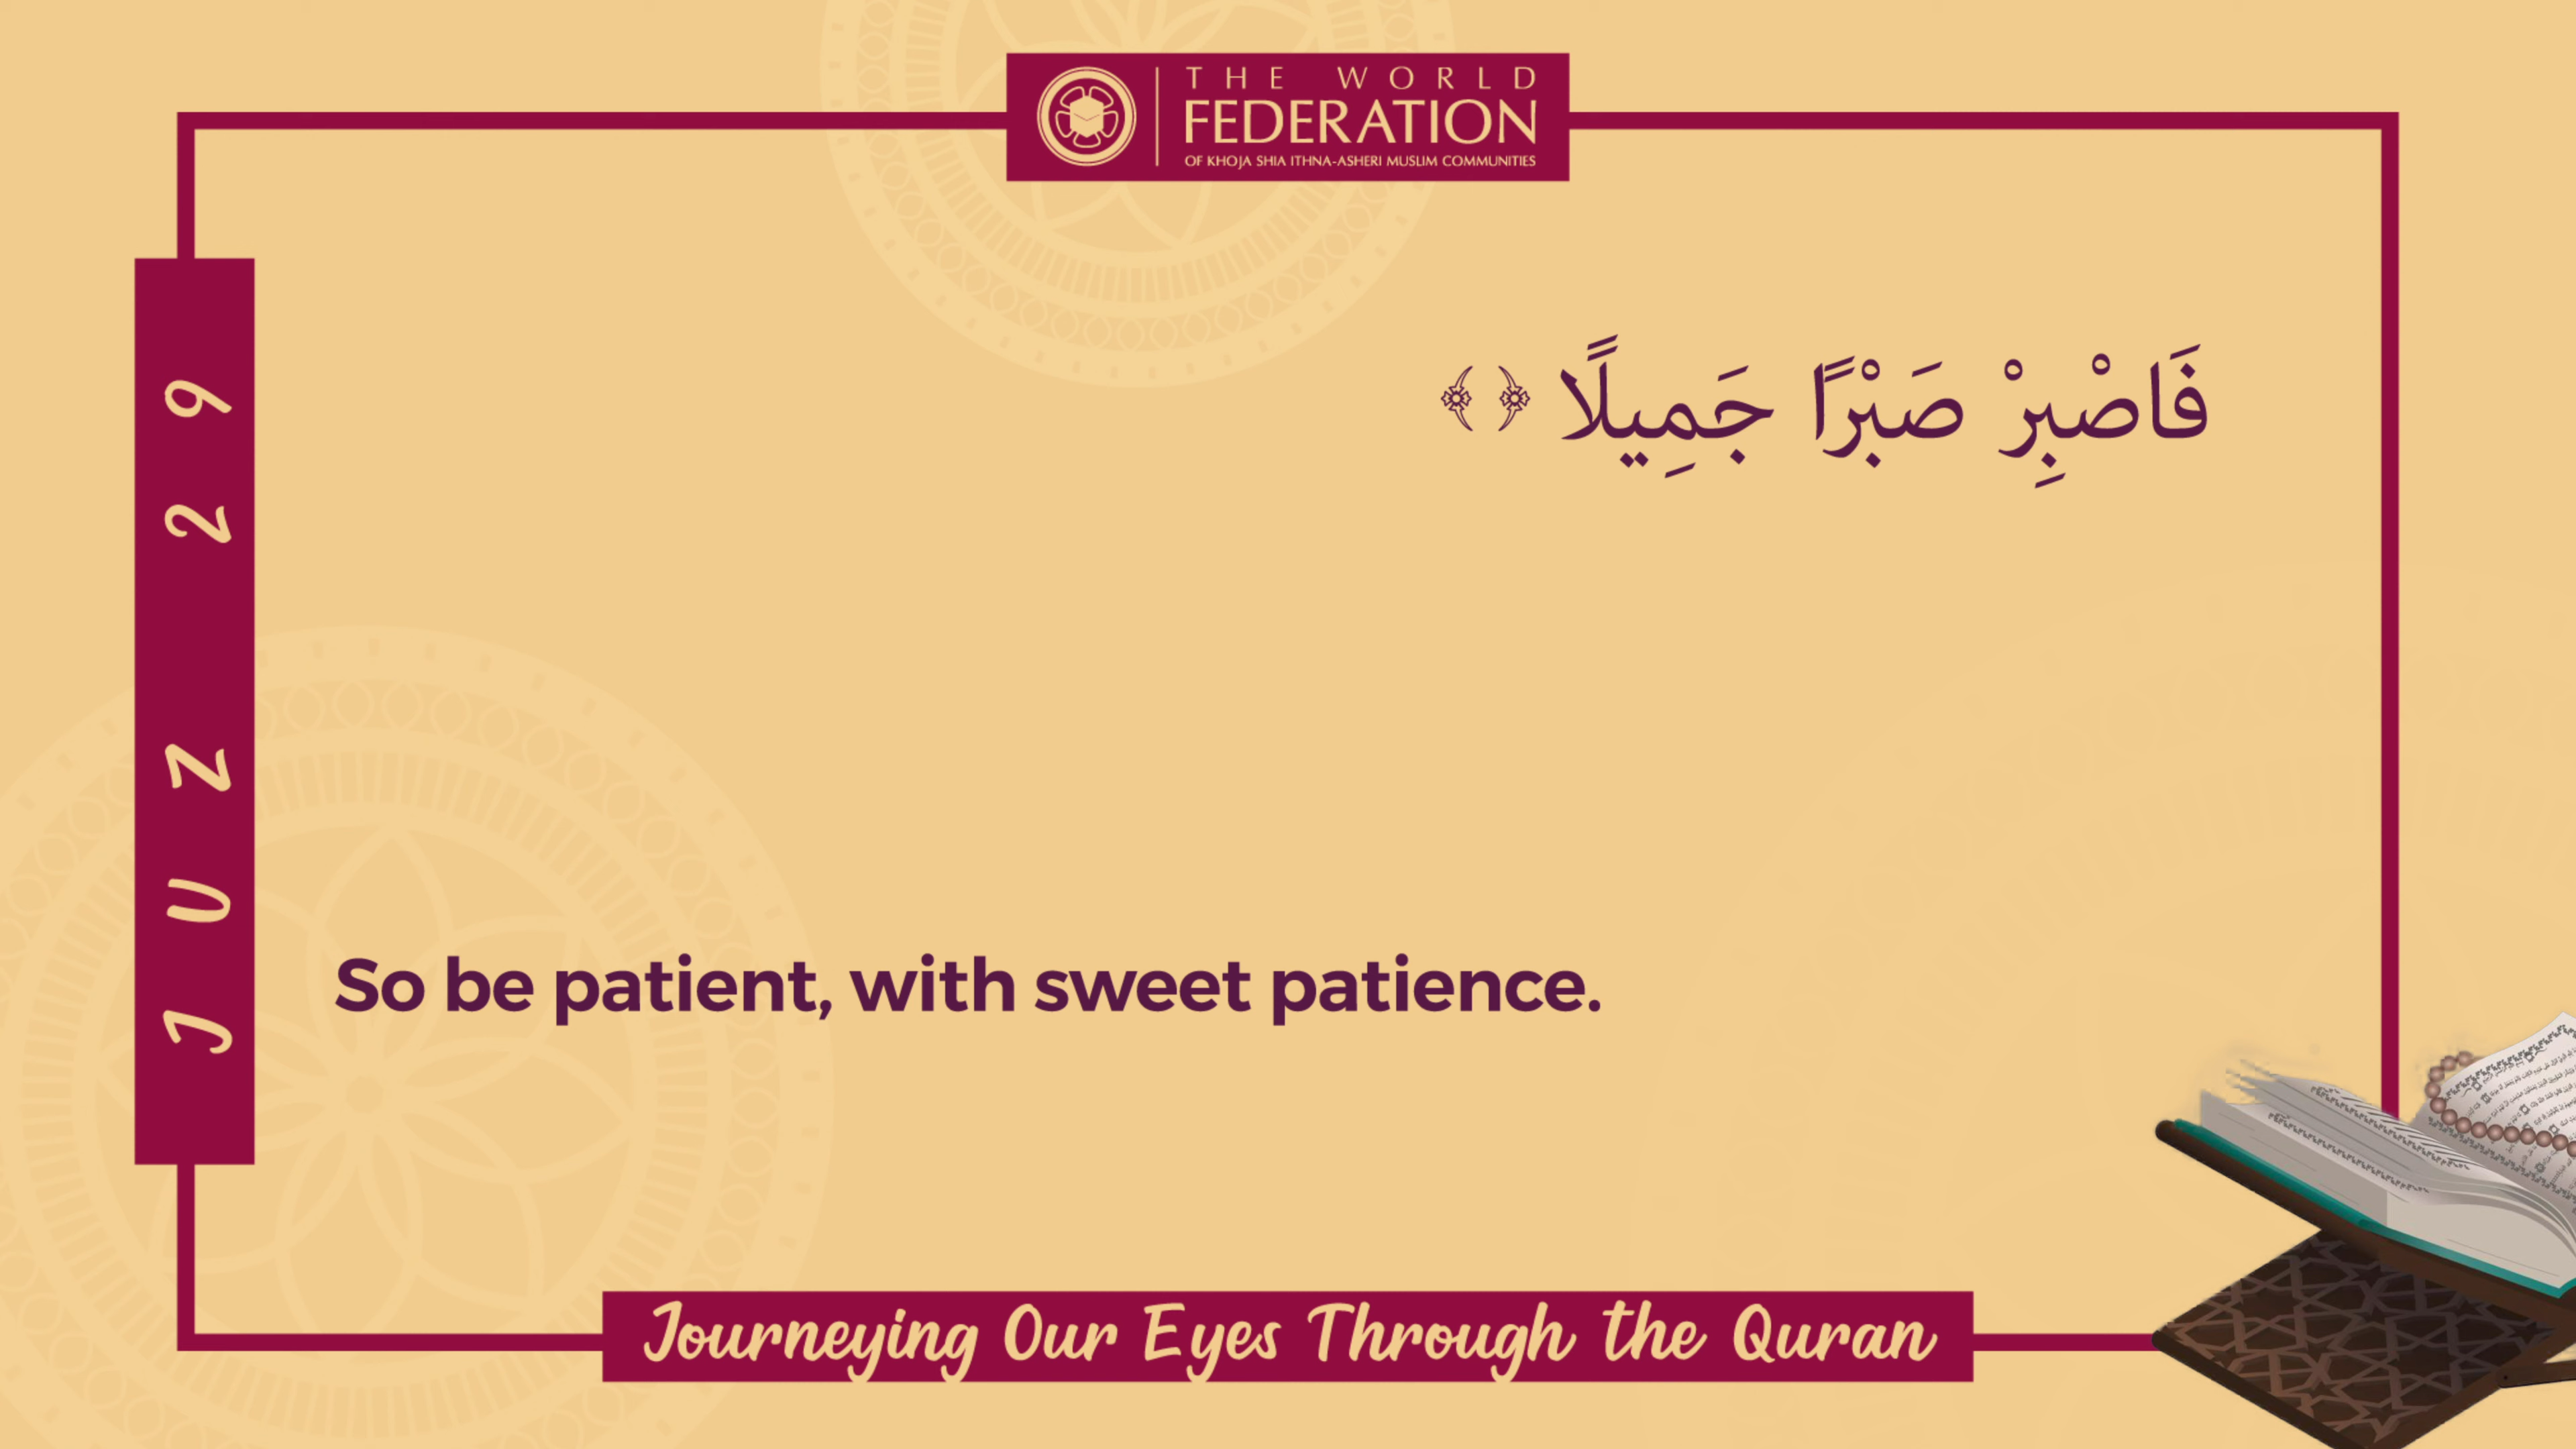 THE WORLD
FEDERATION
OF KHOJA SHIA ITHNA-ASHERI MUSLIM COMMUNITIES
فَاصْبِرْ صَبْرًا جَمِيلًا ﴿ ﴾
JUZ 29
So be patient, with sweet patience.
Journeying Our Eyes Through the Quran